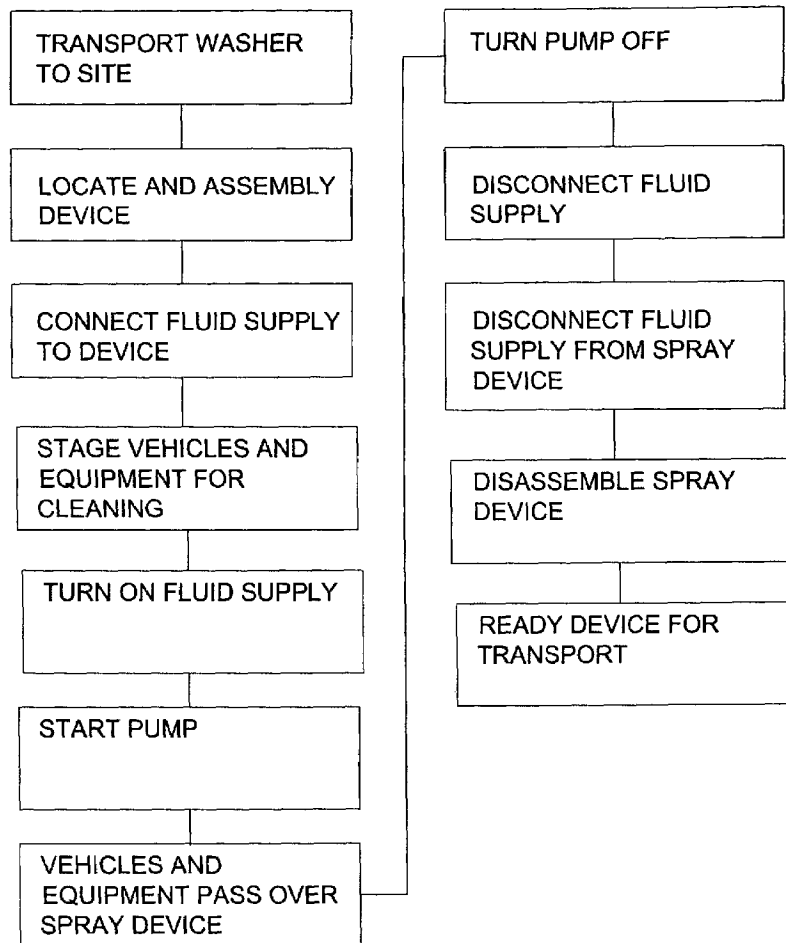 TRANSPORT WASHER
TO SITE
LOCATE AND ASSEMBLY
DEVICE
CONNECT FLUID SUPPLY
TO DEVICE
STAGE VEHICLES AND
EQUIPMENT FOR
CLEANING
TURN ON FLUID SUPPLY
START PUMP
VEHICLES AND
EQUIPMENT PASS OVER
SPRAY DEVICE
TURN PUMP OFF
DISCONNECT FLUID
SUPPLY
DISCONNECT FLUID
SUPPLY FROM SPRAY
DEVICE
DISASSEMBLE SPRAY
DEVICE
READY DEVICE FOR
TRANSPORT